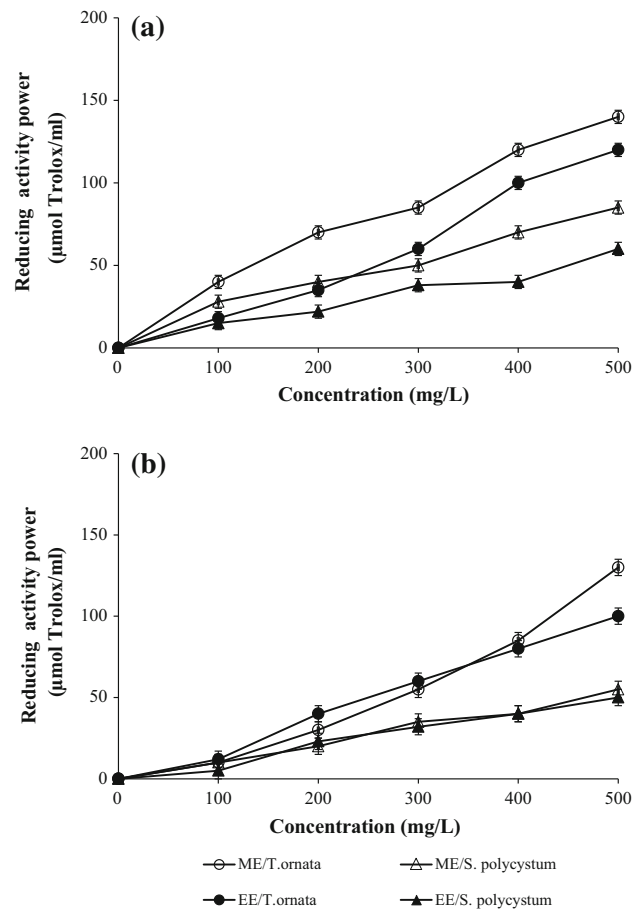 (a)
200
150
100
50
0
Reducing activity power
(µmol Trolox/ml)
0 100 200 300 400 500
Concentration (mg/L)
(b)
200
150
100
50
0
Reducing activity power
(µmol Trolox/ml)
0 100 200 300 400 500
Concentration (mg/L)
ME/T.ornata ME/S. polycystum
EE/T.ornata EE/S. polycystum